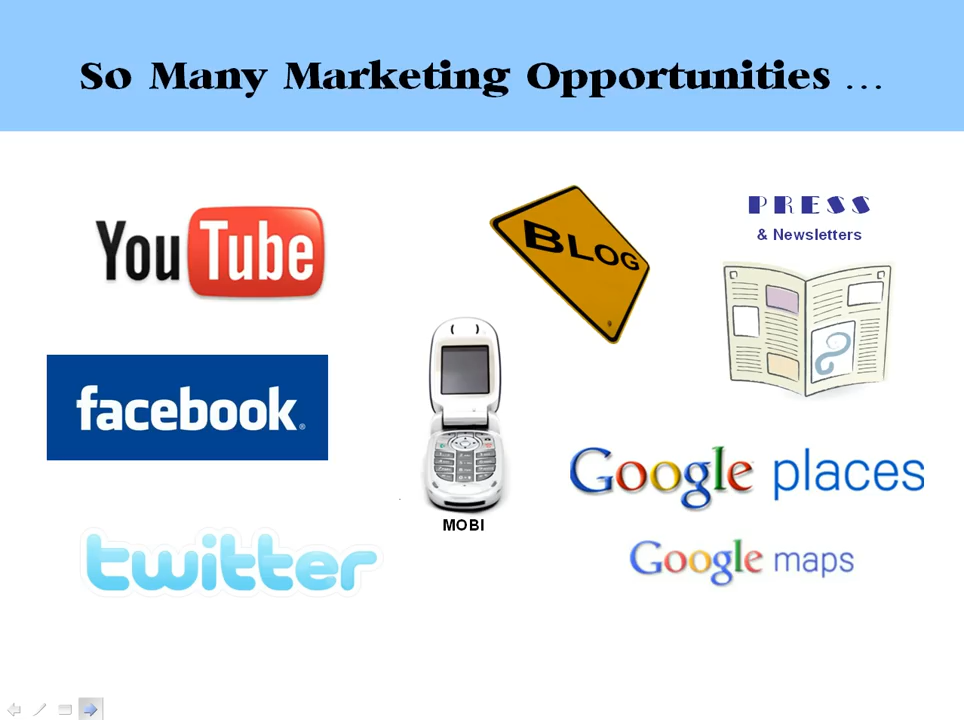 So Many Marketing Opportunities ...
YouTube
BLOG
PRESS
& Newsletters
facebook®
MOBI
Google places
twitter
Google maps